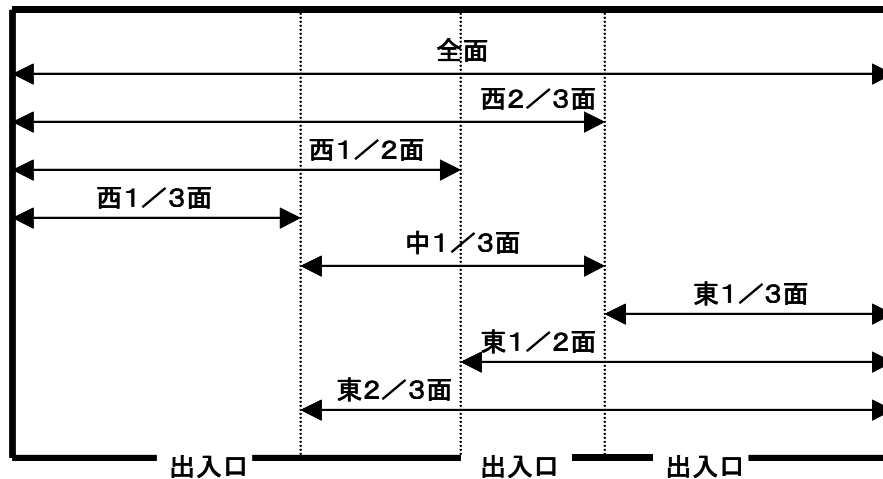 全面
西2／3面
西1／2面
西1／3面
中1／3面
東1／3面
東1／2面
東2／3面
出入口 出入口 出入口